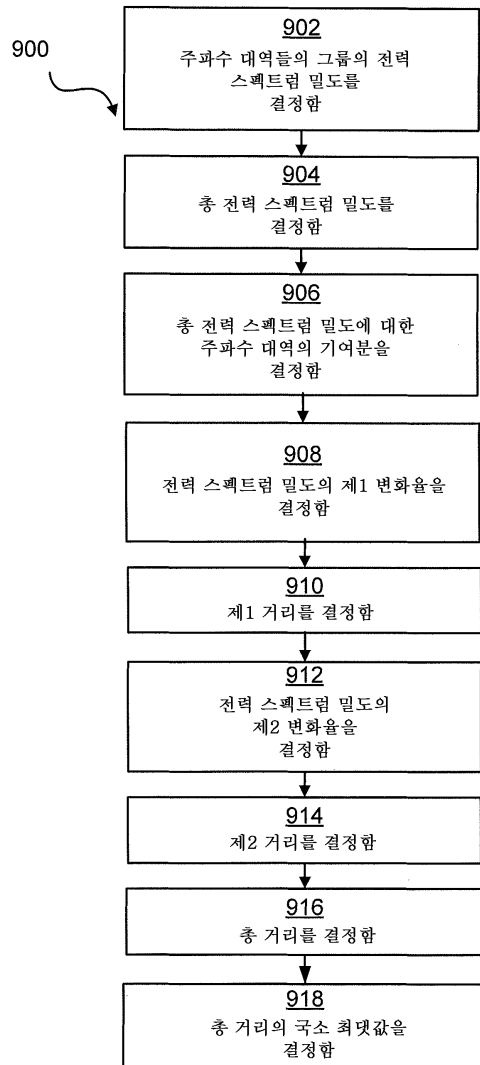 900
902
주파수 대역들의 그룹의 전력
스펙트럼 밀도를
결정함
904
총 전력 스펙트럼 밀도를
결정함
906
총 전력 스펙트럼 밀도에 대한
주파수 대역의 기여분을
결정함
908
전력 스펙트럼 밀도의 제1 변화율을
결정함
910
제1 거리를 결정함
912
전력 스펙트럼 밀도의
제2 변화율을
결정함
914
제2 거리를 결정함
916
총 거리를 결정함
918
총 거리의 국소 최댓값을
결정함